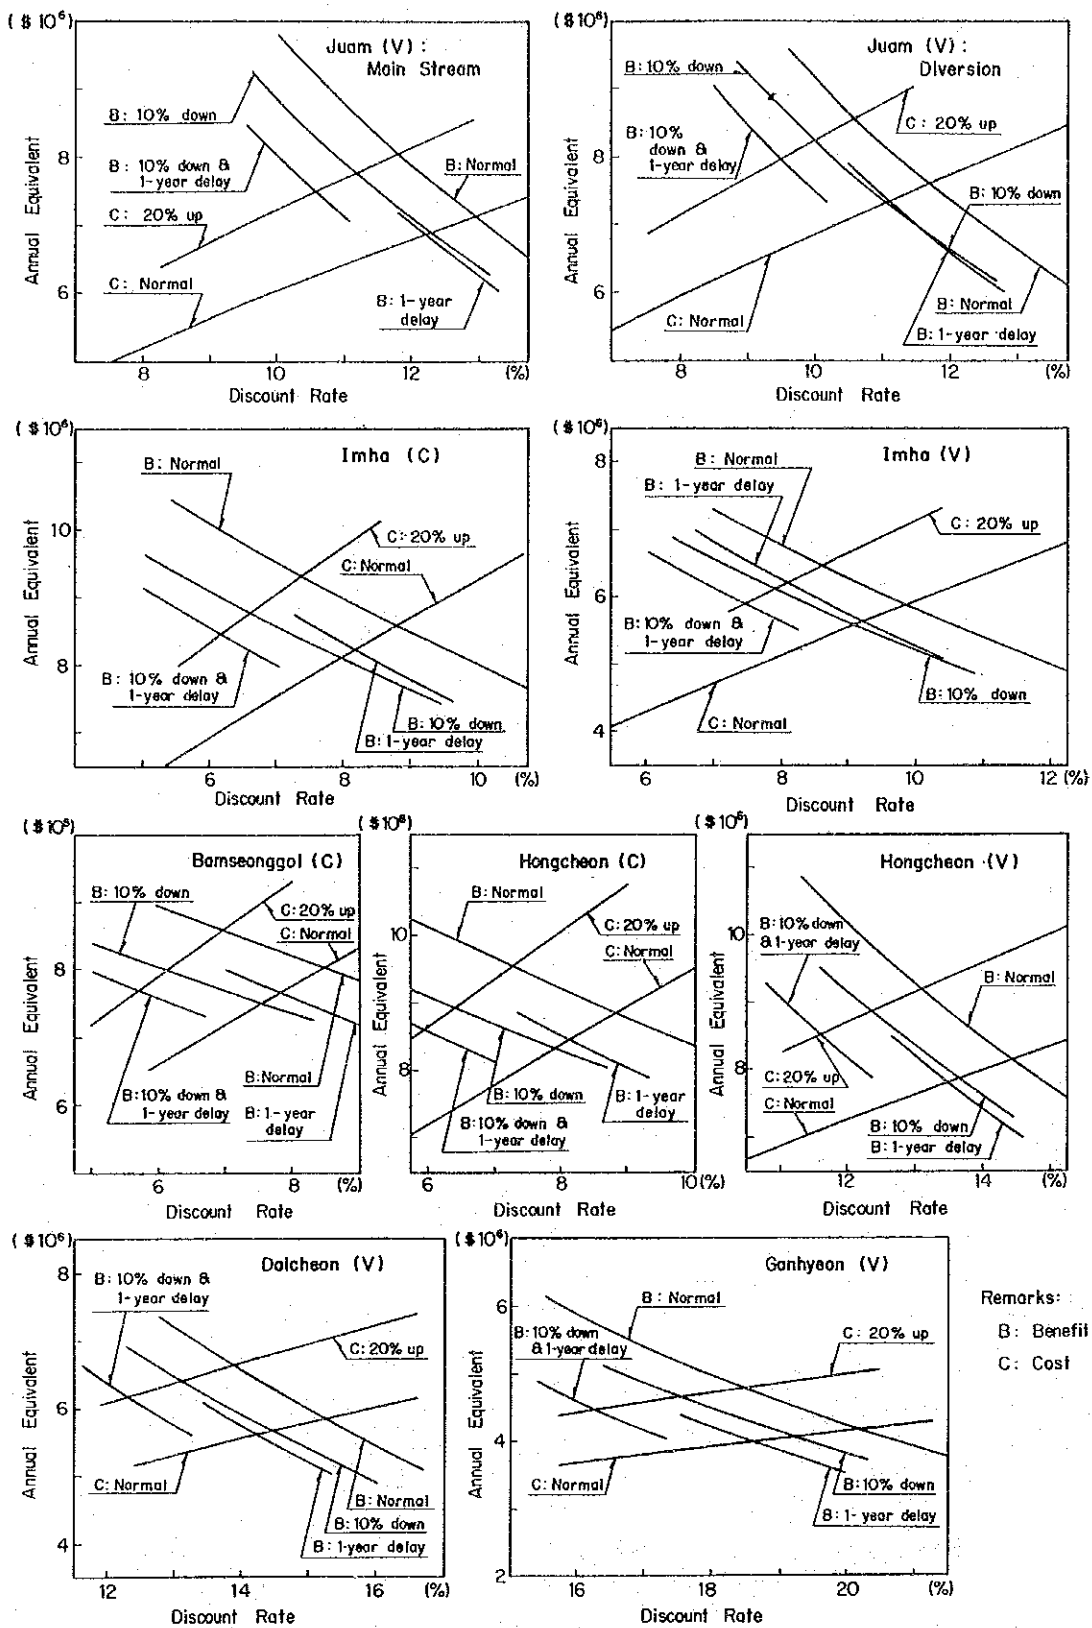 ($10⁶)
Juam (V) :
Main Stream
B: 10% down
B: 10% down &
1-year delay
C: 20% up
C: Normal
B:Normal
B: 1-year
delay
8
6
Annual Equivalent
8 10 12 (%)
Discount Rate
($10⁶)
Juam (V) :
Diversion
B:10% down
B:10%
down &
1-year delay
C: 20% up
B:10% down
C:Normal
B:Normal
B:1-year delay
8
6
Annual Equivalent
8 10 12 (%)
Discount Rate
($10⁶)
Imha (C)
B: Normal
C:20% up
C:Normal
B: 10% down &
1-year delay
B:10% down
B:1-year delay
10
8
Annual Equivalent
6 8 10 (%)
Discount Rate
($10⁶)
Imha (V)
B: Normal
B: 1-year delay
C:20% up
B:10% down &
1-year delay
B:10% down
C:Normal
8
6
4
Annual Equivalent
6 8 10 12 (%)
Discount Rate
Bamseonggol (C)
B: 10% down
C:20% up
C:Normal
B:Normal
B:10% down &
1-year delay
B:1-year
delay
8
6
Annual Equivalent
6 8 (%)
Discount Rate
Hongcheon (C)
B:Normal
C:20% up
C:Normal
B:10% down
B:1-year
delay
B:10% down &
1-year delay
10
8
Annual Equivalent
6 8 10(%)
Discount Rate
Hongcheon (V)
B:10% down
&1-year delay
B:Normal
C:20% up
C:Normal
B:10% down
B:1-year delay
10
8
Annual Equivalent
12 14 (%)
Discount Rate
($10⁶)
Dalcheon (V)
B:10% down &
1-year delay
C:20% up
C:Normal
B:Normal
B:10% down
B:1-year delay
8
6
4
Annual Equivalent
12 14 16 (%)
Discount Rate
($10⁶)
Ganhyeon (V)
B: Normal
B:10% down
&1-year delay
C: 20% up
C:Normal
B:10% down
B:1-year delay
6
4
2
Annual Equivalent
16 18 20 (%)
Discount Rate
Remarks:
B: Benefit
C: Cost